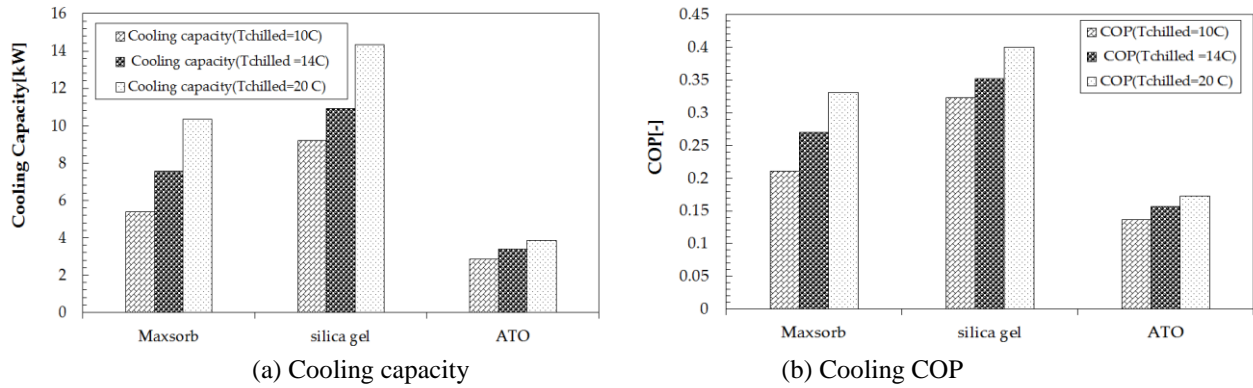 16
14
12
10
8
6
4
2
0
Cooling Capacity[kW]
Cooling capacity(Tchilled=10C)
Cooling capacity(Tchilled =14C)
Cooling capacity(Tchilled=20 C)
Maxsorb silica gel ATO
(a) Cooling capacity
0.45
0.4
0.35
0.3
0.25
0.2
0.15
0.1
0.05
0
COP[-]
COP(Tchilled=10C)
COP(Tchilled =14C)
COP(Tchilled=20 C)
Maxsorb silica gel ATO
(b) Cooling COP